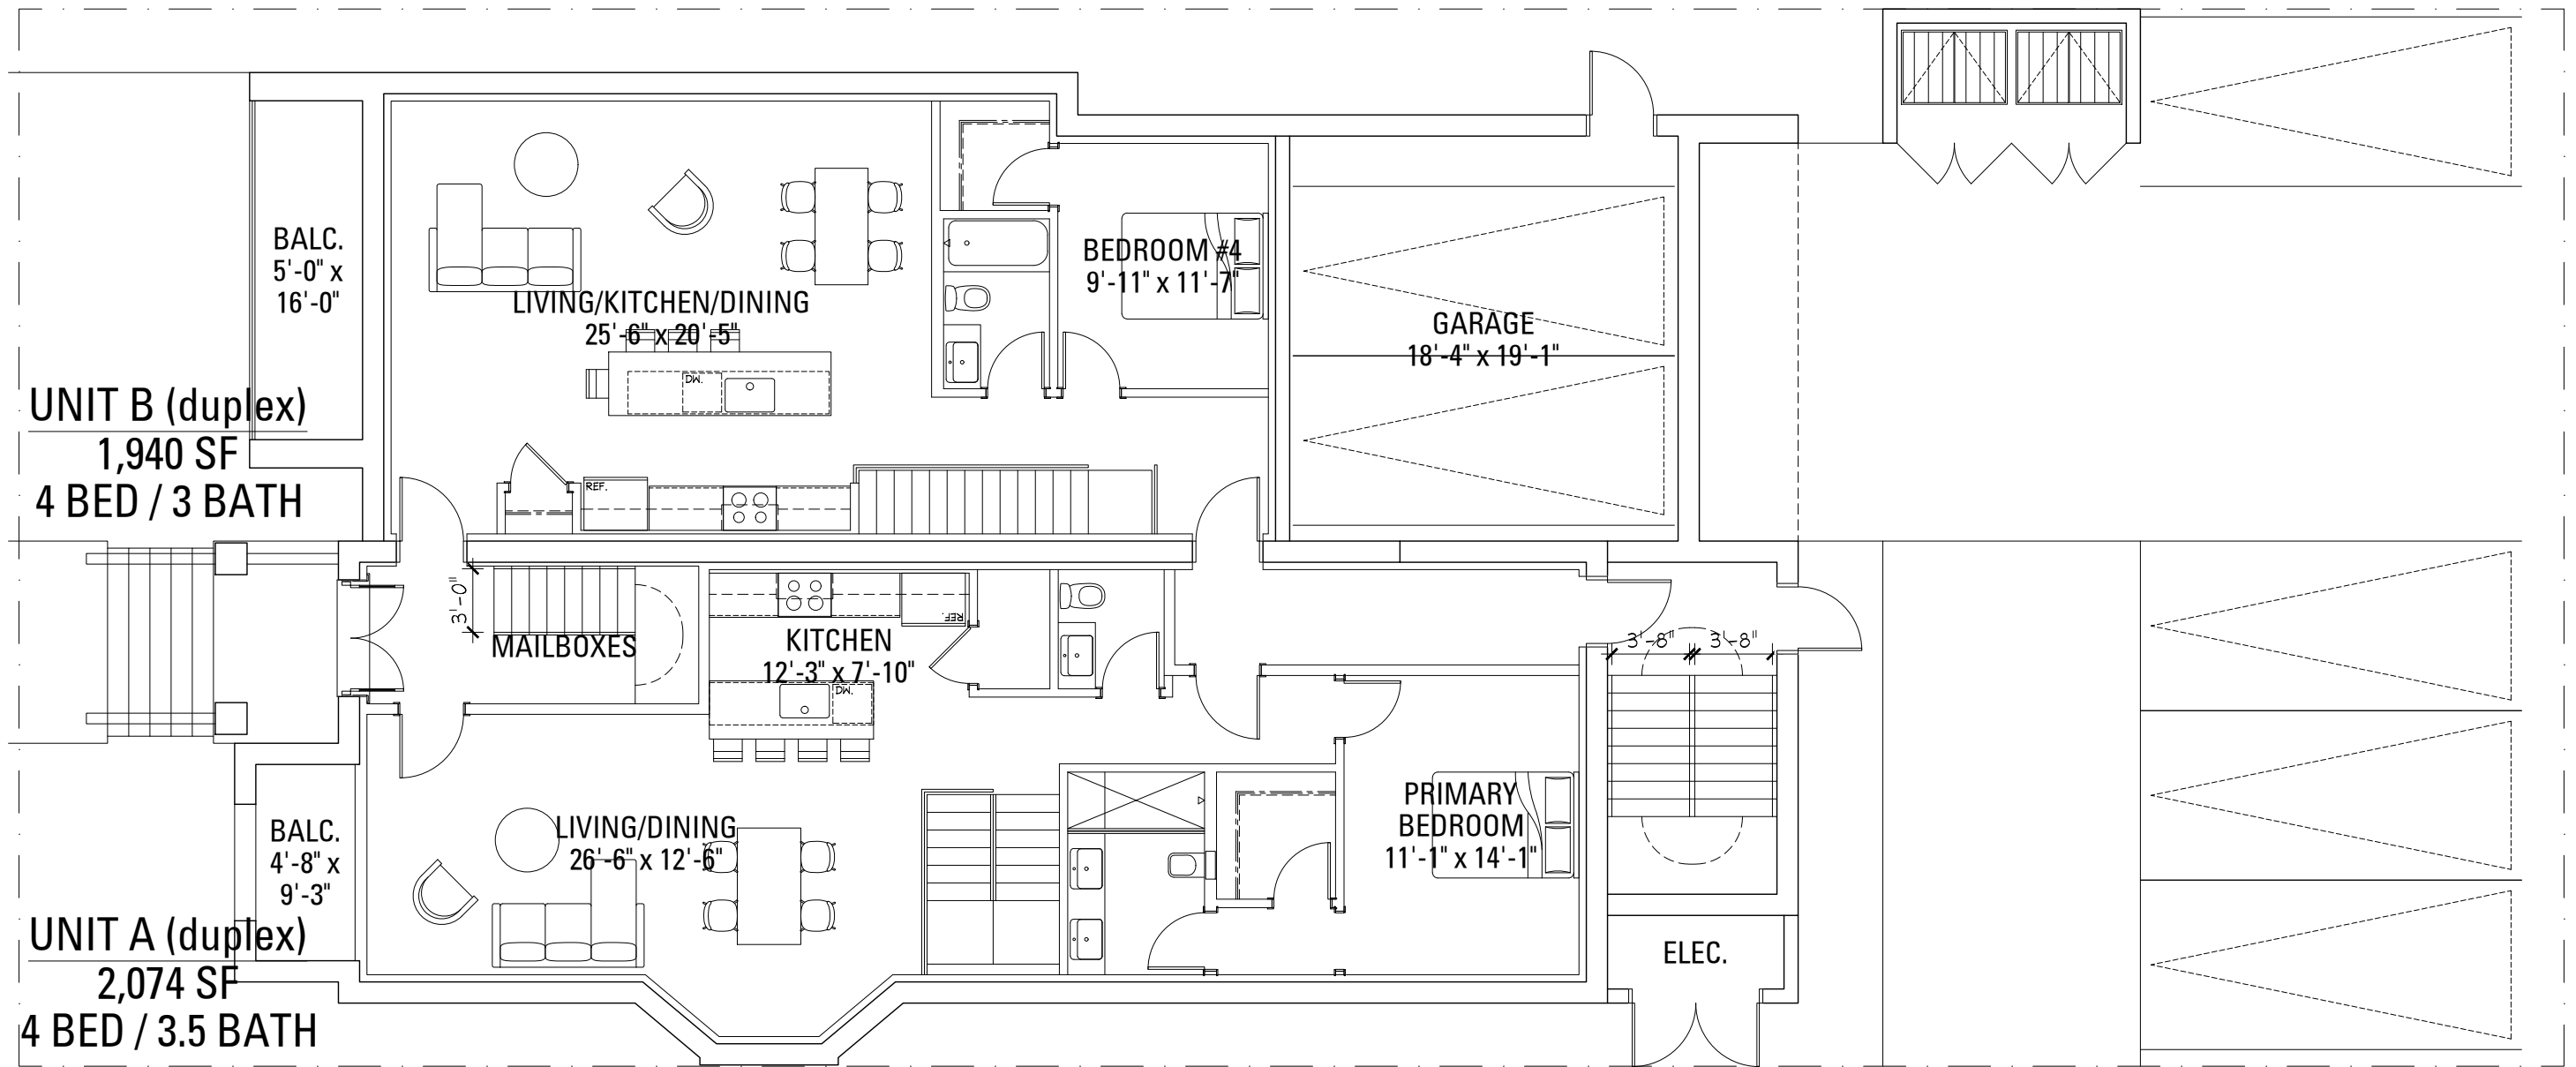 BALC.
5'-0" x
16'-0"
LIVING/KITCHEN/DINING
25'-6" x 20'-5"
DW.
REF.
BEDROOM #4
9'-11" x 11'-7"
GARAGE
18'-4" x 19'-1"
UNIT B (duplex)
1,940 SF
4 BED / 3 BATH
3'-0"
MAILBOXES
KITCHEN
12'-3" x 7'-10"
REF.
DW.
3'-8"
3'-8"
BALC.
4'-8" x
9'-3"
LIVING/DINING
26'-6" x 12'-6"
PRIMARY
BEDROOM
11'-1" x 14'-1"
ELEC.
UNIT A (duplex)
2,074 SF
4 BED / 3.5 BATH